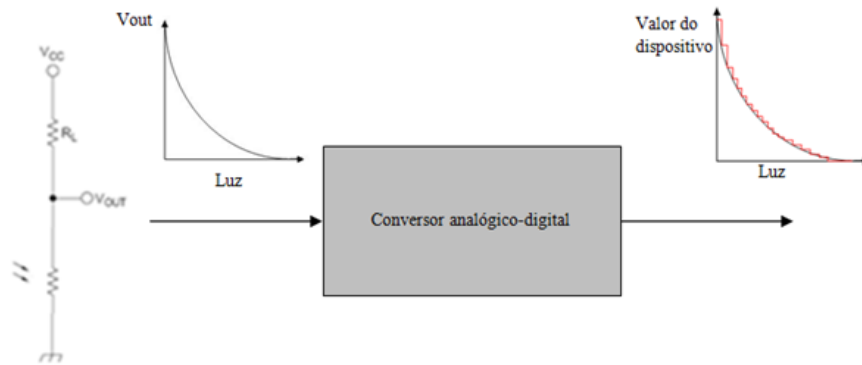 Vout
Valor do
dispositivo
VCC
RL
VOUT
Luz
Luz
Conversor analógico-digital